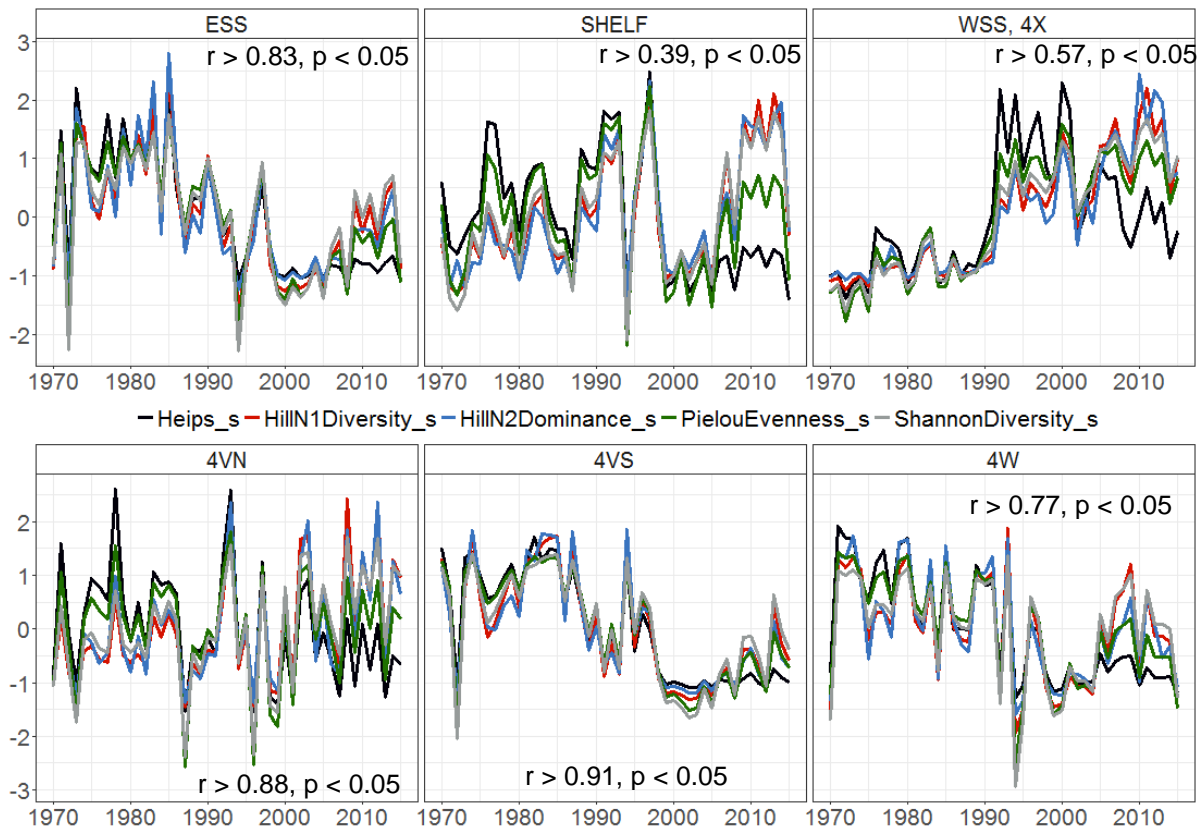 ESS
SHELF
WSS, 4X
r > 0.83, p < 0.05
r > 0.39, p < 0.05
r > 0.57, p < 0.05
3
2
1
0
-1
-2
1970 1980 1990 2000 2010
1970 1980 1990 2000 2010
1970 1980 1990 2000 2010
Heips_s HillN1Diversity_s HillN2Dominance_s PielouEvenness_s ShannonDiversity_s
4VN
4VS
4W
2
1
0
-1
-2
-3
r > 0.88, p < 0.05
r > 0.91, p < 0.05
r > 0.77, p < 0.05
1970 1980 1990 2000 2010
1970 1980 1990 2000 2010
1970 1980 1990 2000 2010